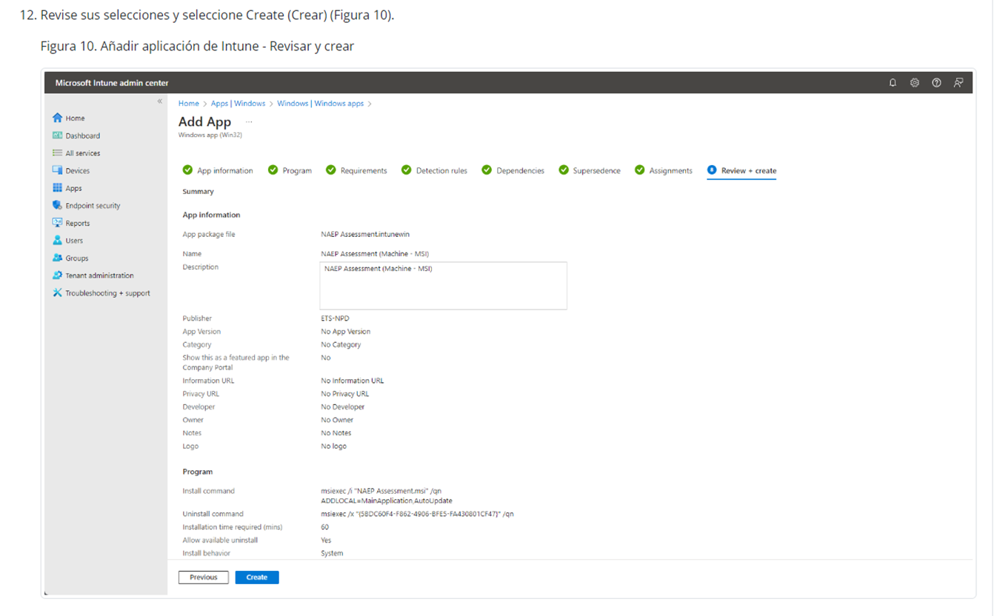 12. Revise sus selecciones y seleccione Create (Crear) (Figura 10).
Figura 10. Añadir aplicación de Intune - Revisar y crear
Microsoft Intune admin center
«
Home
Dashboard
All services
Devices
Apps
Endpoint security
Reports
Users
Groups
Tenant administration
Troubleshooting + support
Home > Apps | Windows > Windows | Windows apps >
Add App ...
Windows app (Win32)
App information Program Requirements Detection rules Dependencies Supersedence Assignments 8 Review + create
Summary
App information
App package file NAEP Assessment.intunewin
Name NAEP Assessment (Machine - MSI)
Description NAEP Assessment (Machine - MSI)
Publisher ETS-NPD
App Version No App Version
Category No Category
Show this as a featured app in the No
Company Portal
Information URL No Information URL
Privacy URL No Privacy URL
Developer No Developer
Owner No Owner
Notes No Notes
Logo No logo
Program
Install command msiexec /i "NAEP Assessment.msi" /qn
ADDLOCAL=MainApplication,AutoUpdate
Uninstall command msiexec /x "{5BDC60F4-F862-4906-BFE5-FA430801CF47}" /qn
Installation time required (mins) 60
Allow available uninstall Yes
Install behavior System
Previous Create